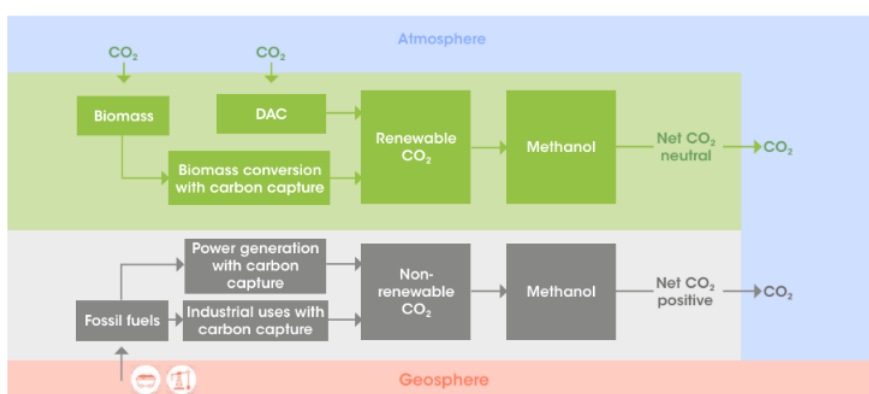 Atmosphere
CO₂
CO₂
Biomass
DAC
Biomass conversion
with carbon capture
Renewable
CO₂
Methanol
Net CO₂
neutral
CO₂
Power generation
with carbon
capture
Fossil fuels
Industrial uses with
carbon capture
Non-
renewable
CO₂
Methanol
Net CO₂
positive
CO₂
Geosphere